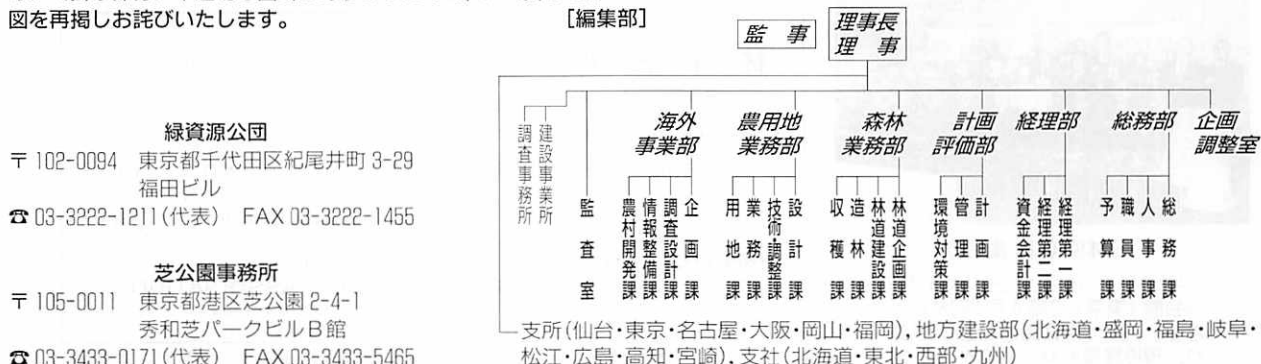 図を再掲しお詫びいたします。
［編集部］
緑資源公団
〒102-0094 東京都千代田区紀尾井町 3-29
福田ビル
☎ 03-3222-1211(代表) FAX 03-3222-1455
芝公園事務所
〒105-0011 東京都港区芝公園 2-4-1
秀和芝パークビルB館
☎ 03-3433-0171(代表) FAX 03-3433-5465
監事
理事長
理事
企画調整室
総務部
総務課
人事課
職員課
予算課
経理部
経理第一課
経理第二課
資金会計課
計画評価部
計画課
管理課
環境対策課
森林業務部
林道企画課
林道建設課
造林課
収穫課
農用地業務部
設計課
技術・調整課
業務課
用地課
海外事業部
企画課
調査設計課
情報整備課
農村開発課
監査室
建設事業所
調査事務所
支所(仙台・東京・名古屋・大阪・岡山・福岡),地方建設部(北海道・盛岡・福島・岐阜・
松江・広島・高知・宮崎),支社(北海道・東北・西部・九州)